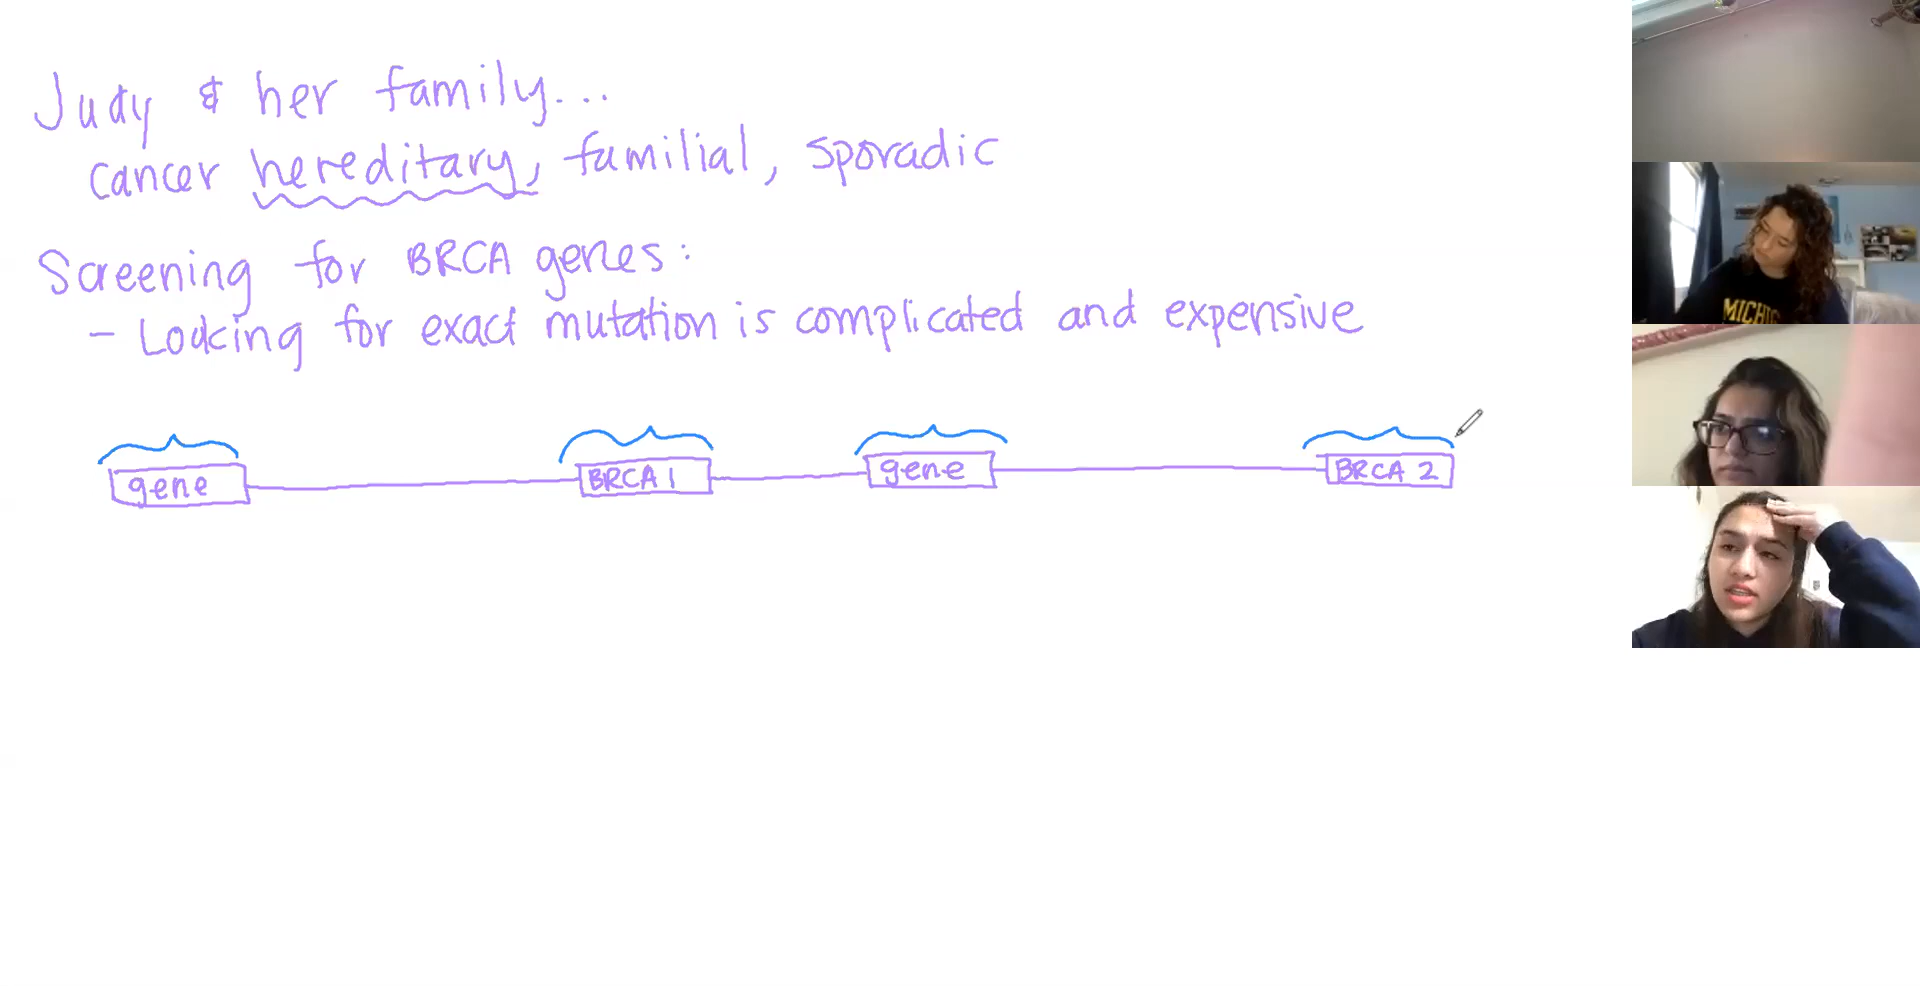 Judy & her family...
cancer hereditary, familial, sporadic
Screening for BRCA genes:
- Looking for exact mutation is complicated and expensive
gene BRCA 1 gene BRCA 2
MICHIG